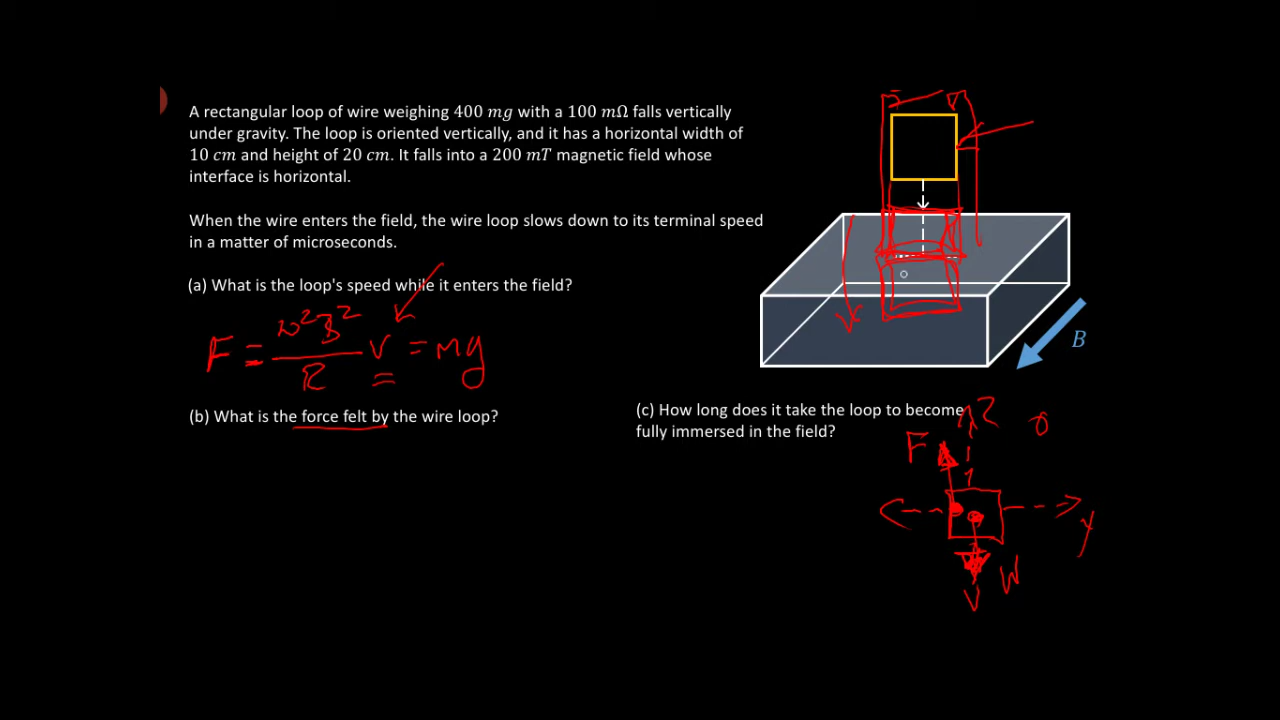 A rectangular loop of wire weighing 400 mg with a 100 mΩ falls vertically
under gravity. The loop is oriented vertically, and it has a horizontal width of
10 cm and height of 20 cm. It falls into a 200 mT magnetic field whose
interface is horizontal.
When the wire enters the field, the wire loop slows down to its terminal speed
in a matter of microseconds.
(a) What is the loop's speed while it enters the field?
F = w²B²/R v = mg
(b) What is the force felt by the wire loop?
B
(c) How long does it take the loop to become
fully immersed in the field?
F
z
y
W